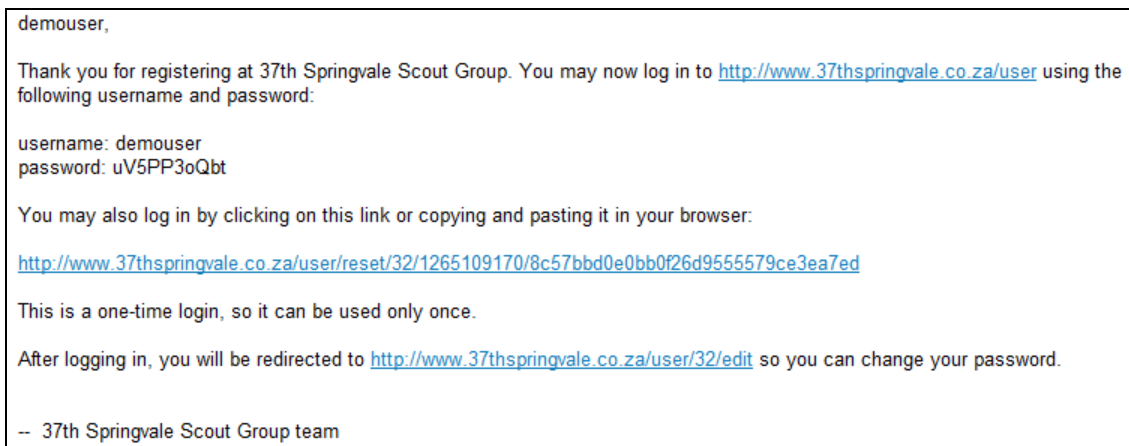 demouser,
Thank you for registering at 37th Springvale Scout Group. You may now log in to http://www.37thspringvale.co.za/user using the
following username and password:
username: demouser
password: uV5PP3oQbt
You may also log in by clicking on this link or copying and pasting it in your browser:
http://www.37thspringvale.co.za/user/reset/32/1265109170/8c57bbd0e0bb0f26d9555579ce3ea7ed
This is a one-time login, so it can be used only once.
After logging in, you will be redirected to http://www.37thspringvale.co.za/user/32/edit so you can change your password.
-- 37th Springvale Scout Group team